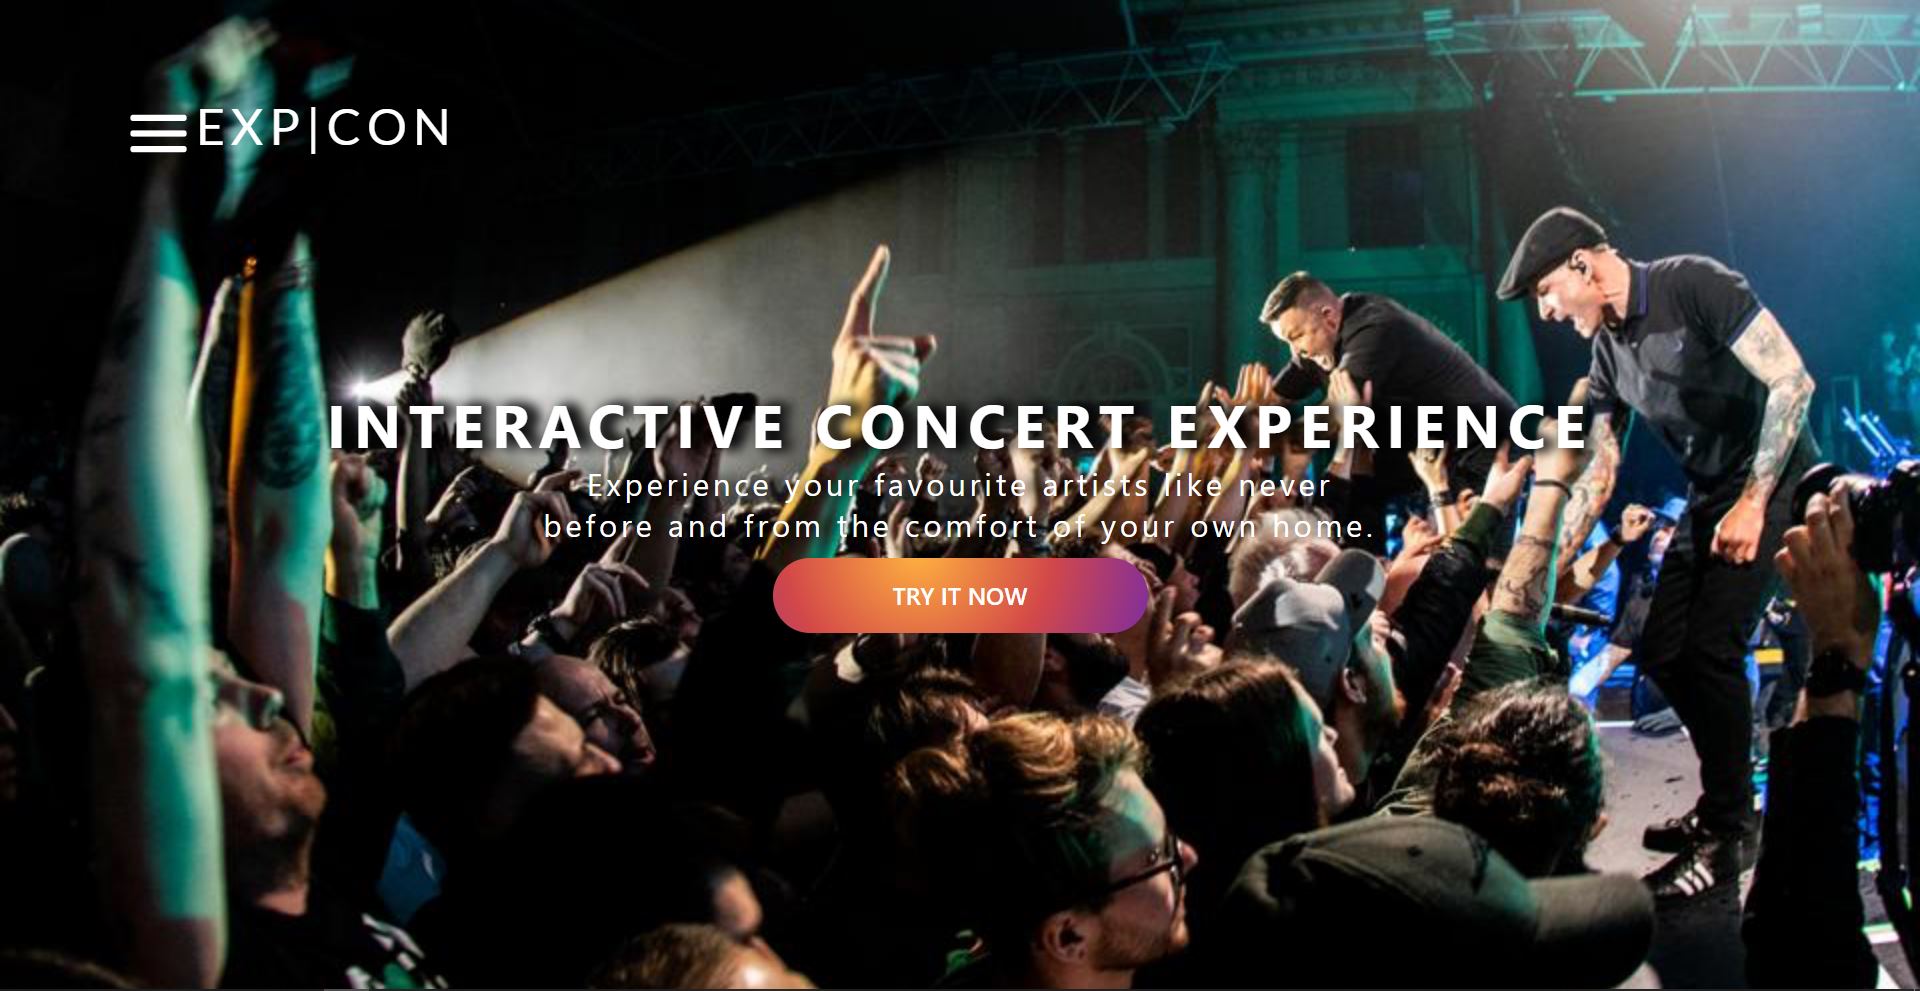 EXP|CON
INTERACTIVE CONCERT EXPERIENCE
Experience your favourite artists like never
before and from the comfort of your own home.
TRY IT NOW